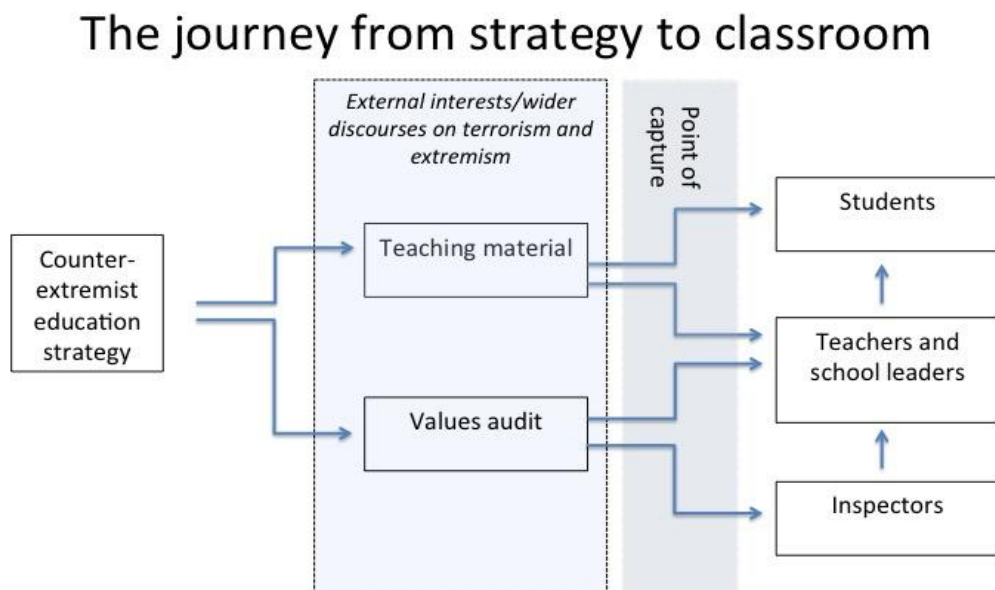 The journey from strategy to classroom
External interests/wider
discourses on terrorism and
extremism
Point of
capture
Students
Teaching material
Counter-
extremist
education
strategy
Teachers and
school leaders
Values audit
Inspectors